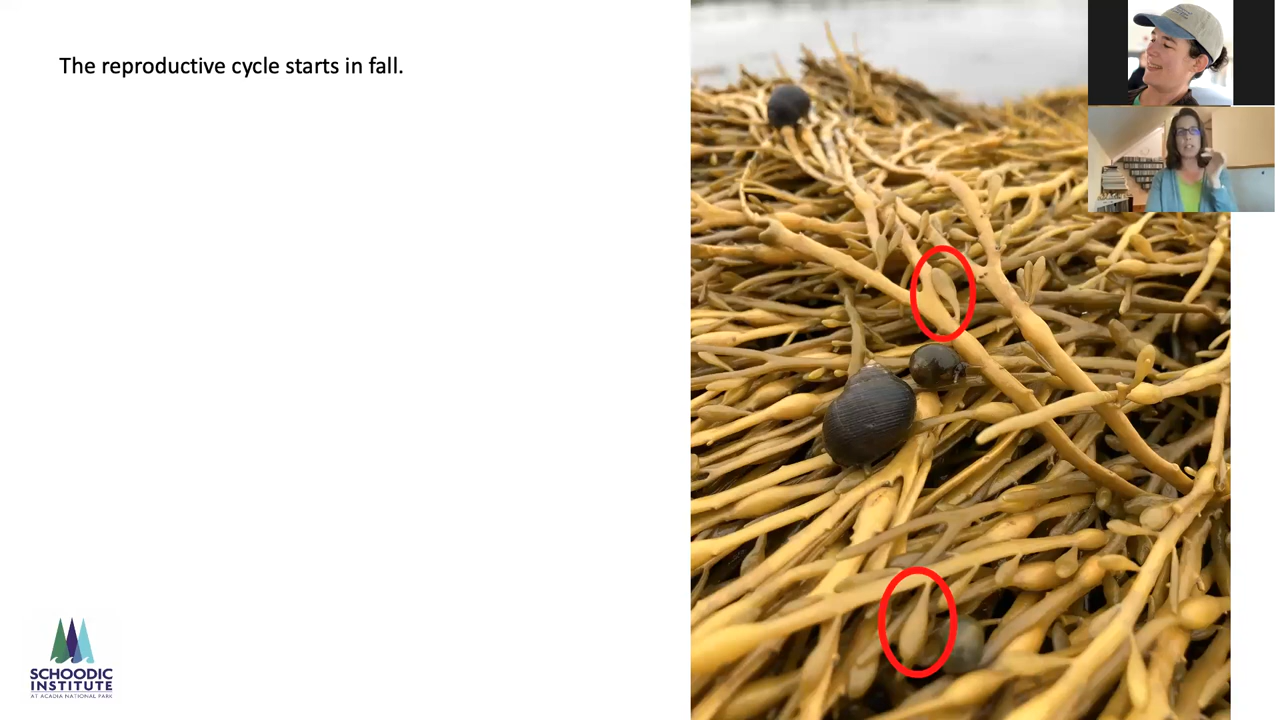 The reproductive cycle starts in fall.
SCHOODIC
INSTITUTE
AT ACADIA NATIONAL PARK